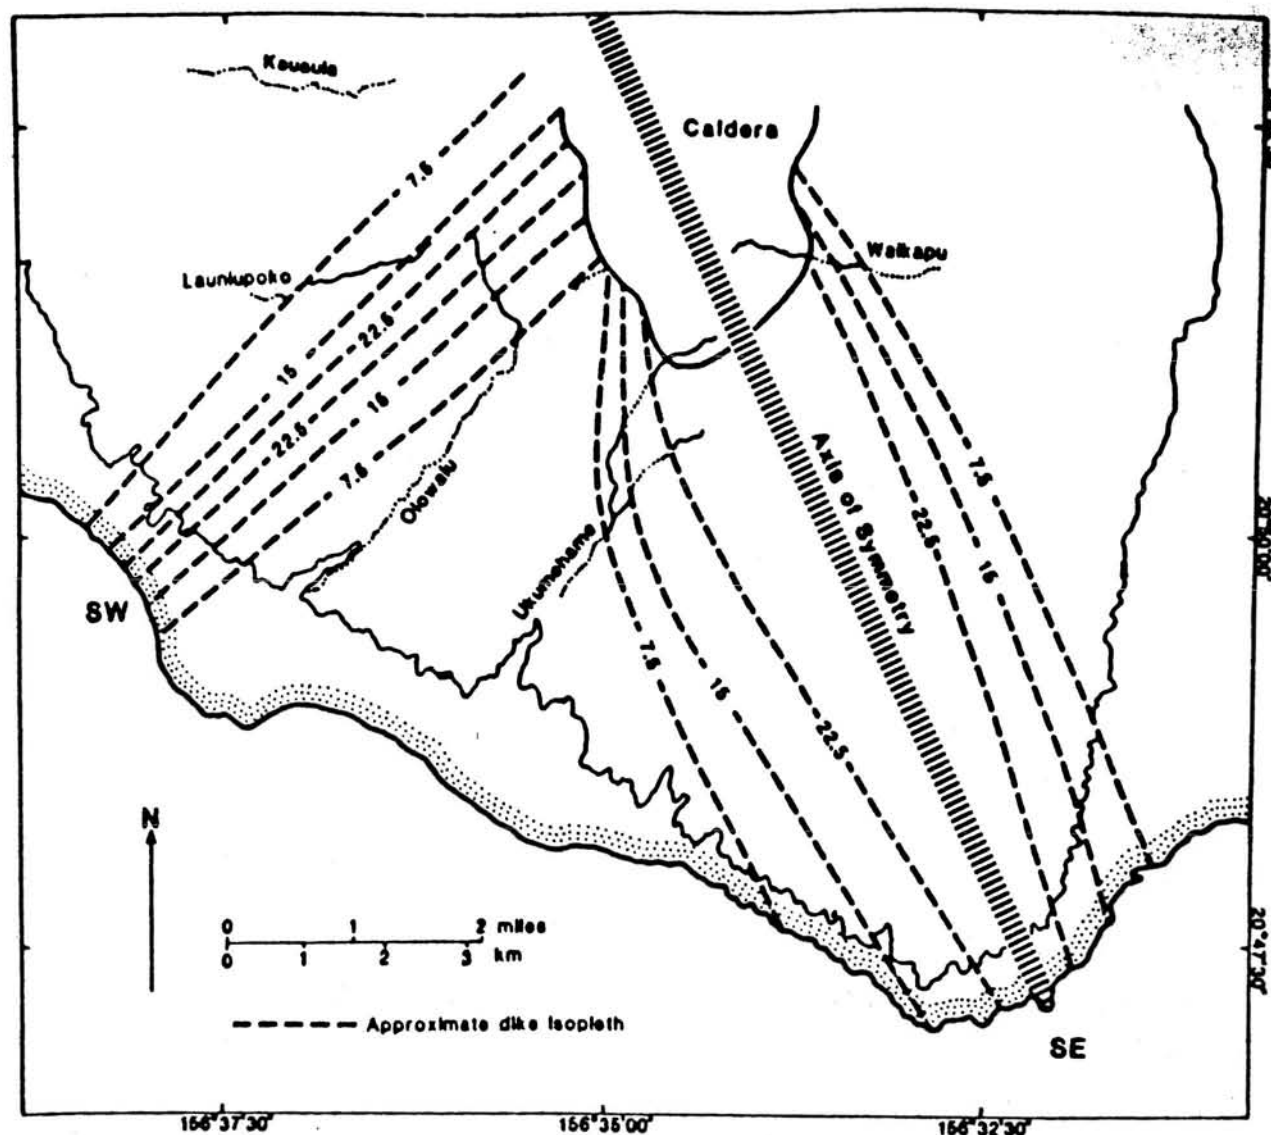 Kauaula
Caldera
7.5
Waikapu
Launiupoko
22.5
15
22.5
15
7.5
Olowalu
Ukumehame
Axis of Symmetry
7.5
22.5
15
20°30'00"
SW
7.5
15
22.5
N
0 1 2 miles
0 1 2 3 km
Approximate dike isopleth
20°47'30"
SE
156°37'30"
156°35'00"
156°32'30"